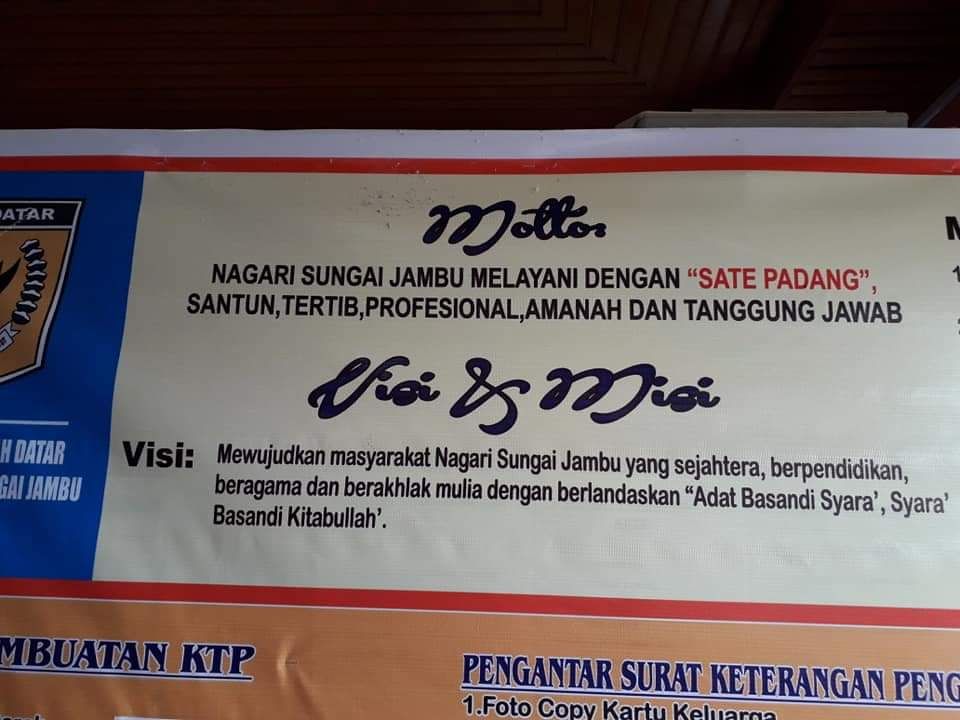 DATAR
Motto:
NAGARI SUNGAI JAMBU MELAYANI DENGAN “SATE PADANG”,
SANTUN,TERTIB,PROFESIONAL,AMANAH DAN TANGGUNG JAWAB
Visi & Misi
Visi: Mewujudkan masyarakat Nagari Sungai Jambu yang sejahtera, berpendidikan,
beragama dan berakhlak mulia dengan berlandaskan “Adat Basandi Syara’, Syara’
Basandi Kitabullah’.
H DATAR
GAI JAMBU
M
1
MBUATAN KTP
PENGANTAR SURAT KETERANGAN PENG
1.Foto Copy Kartu Keluarga